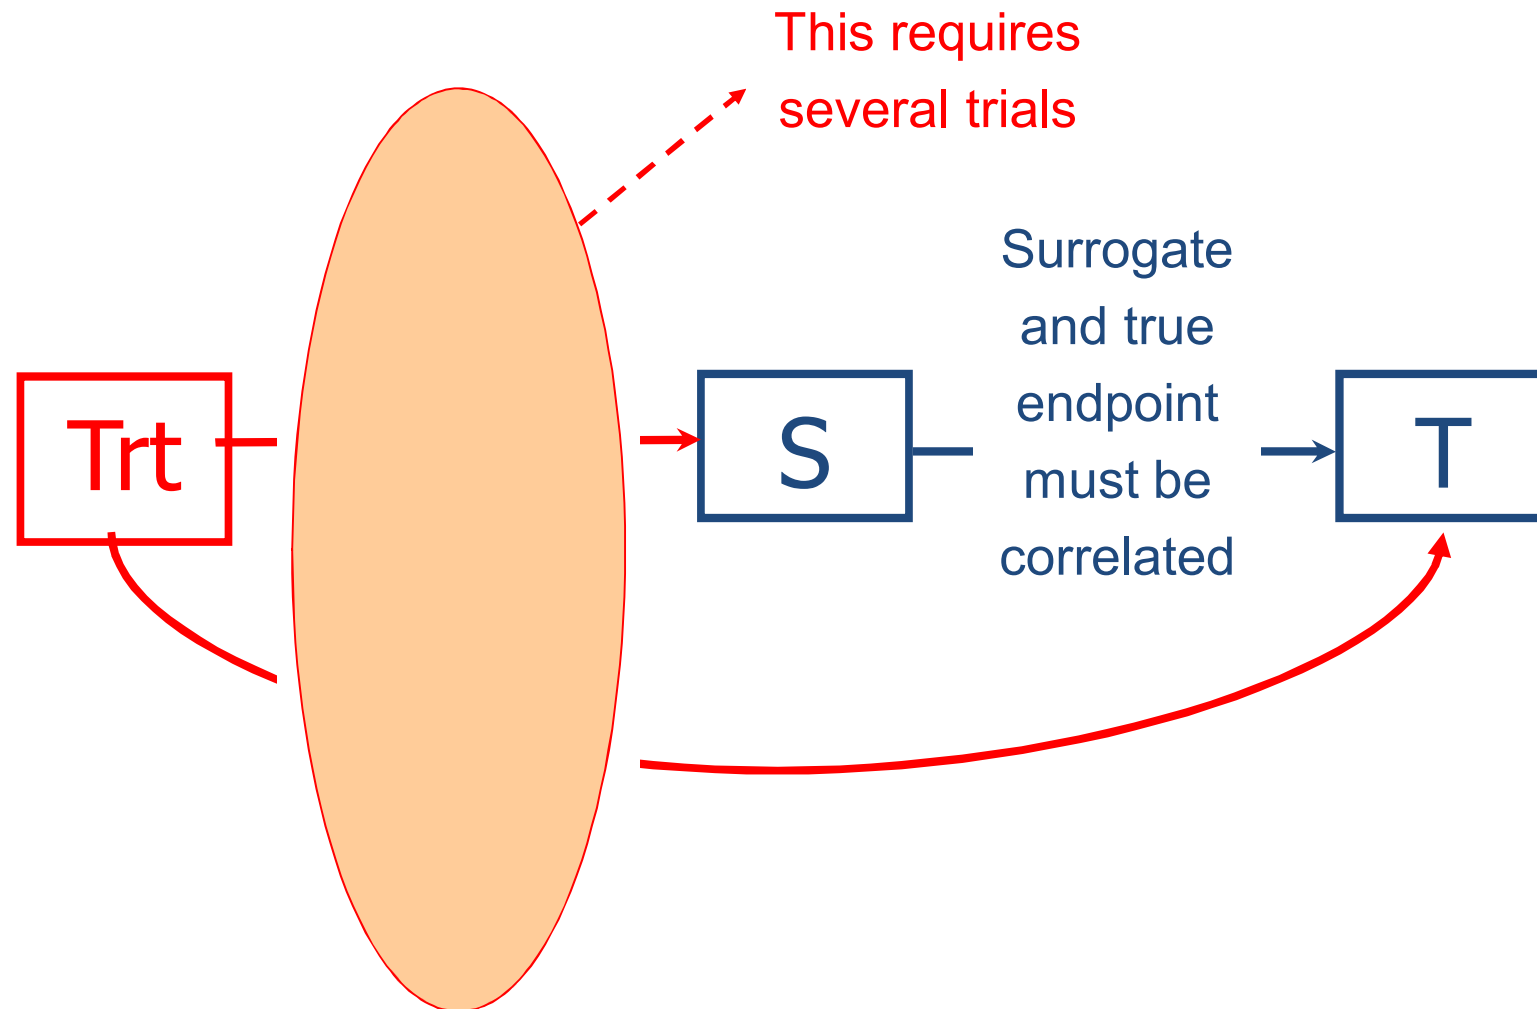 This requires
several trials
Trt
S
Surrogate
and true
endpoint
must be
correlated
T